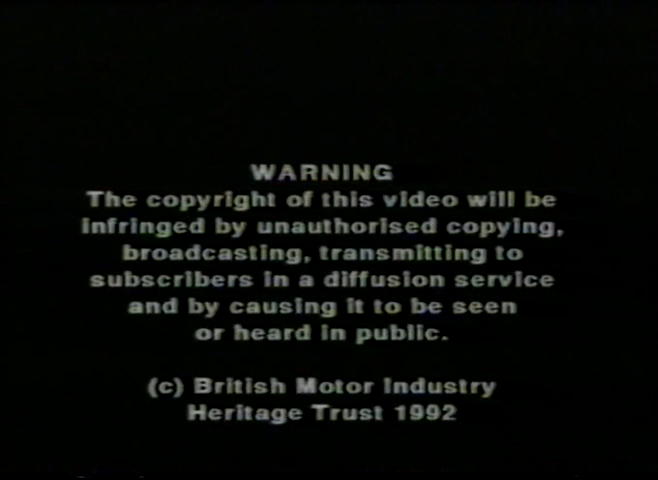 WARNING
The copyright of this video will be
infringed by unauthorised copying,
broadcasting, transmitting to
subscribers in a diffusion service
and by causing it to be seen
or heard in public.
(c) British Motor Industry
Heritage Trust 1992